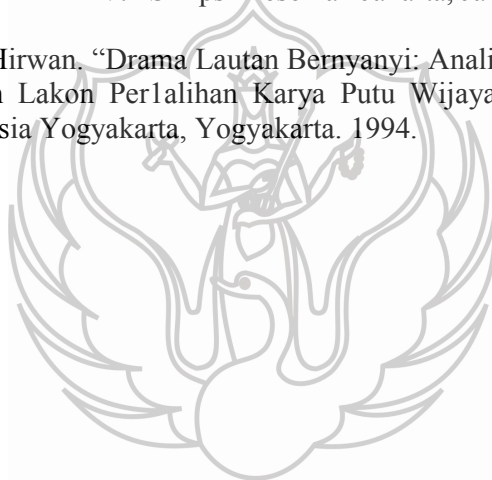 Hirwan. “Drama Lautan Bernyanyi: Anali
Lakon Per1alihan Karya Putu Wijaya
sia Yogyakarta, Yogyakarta. 1994.